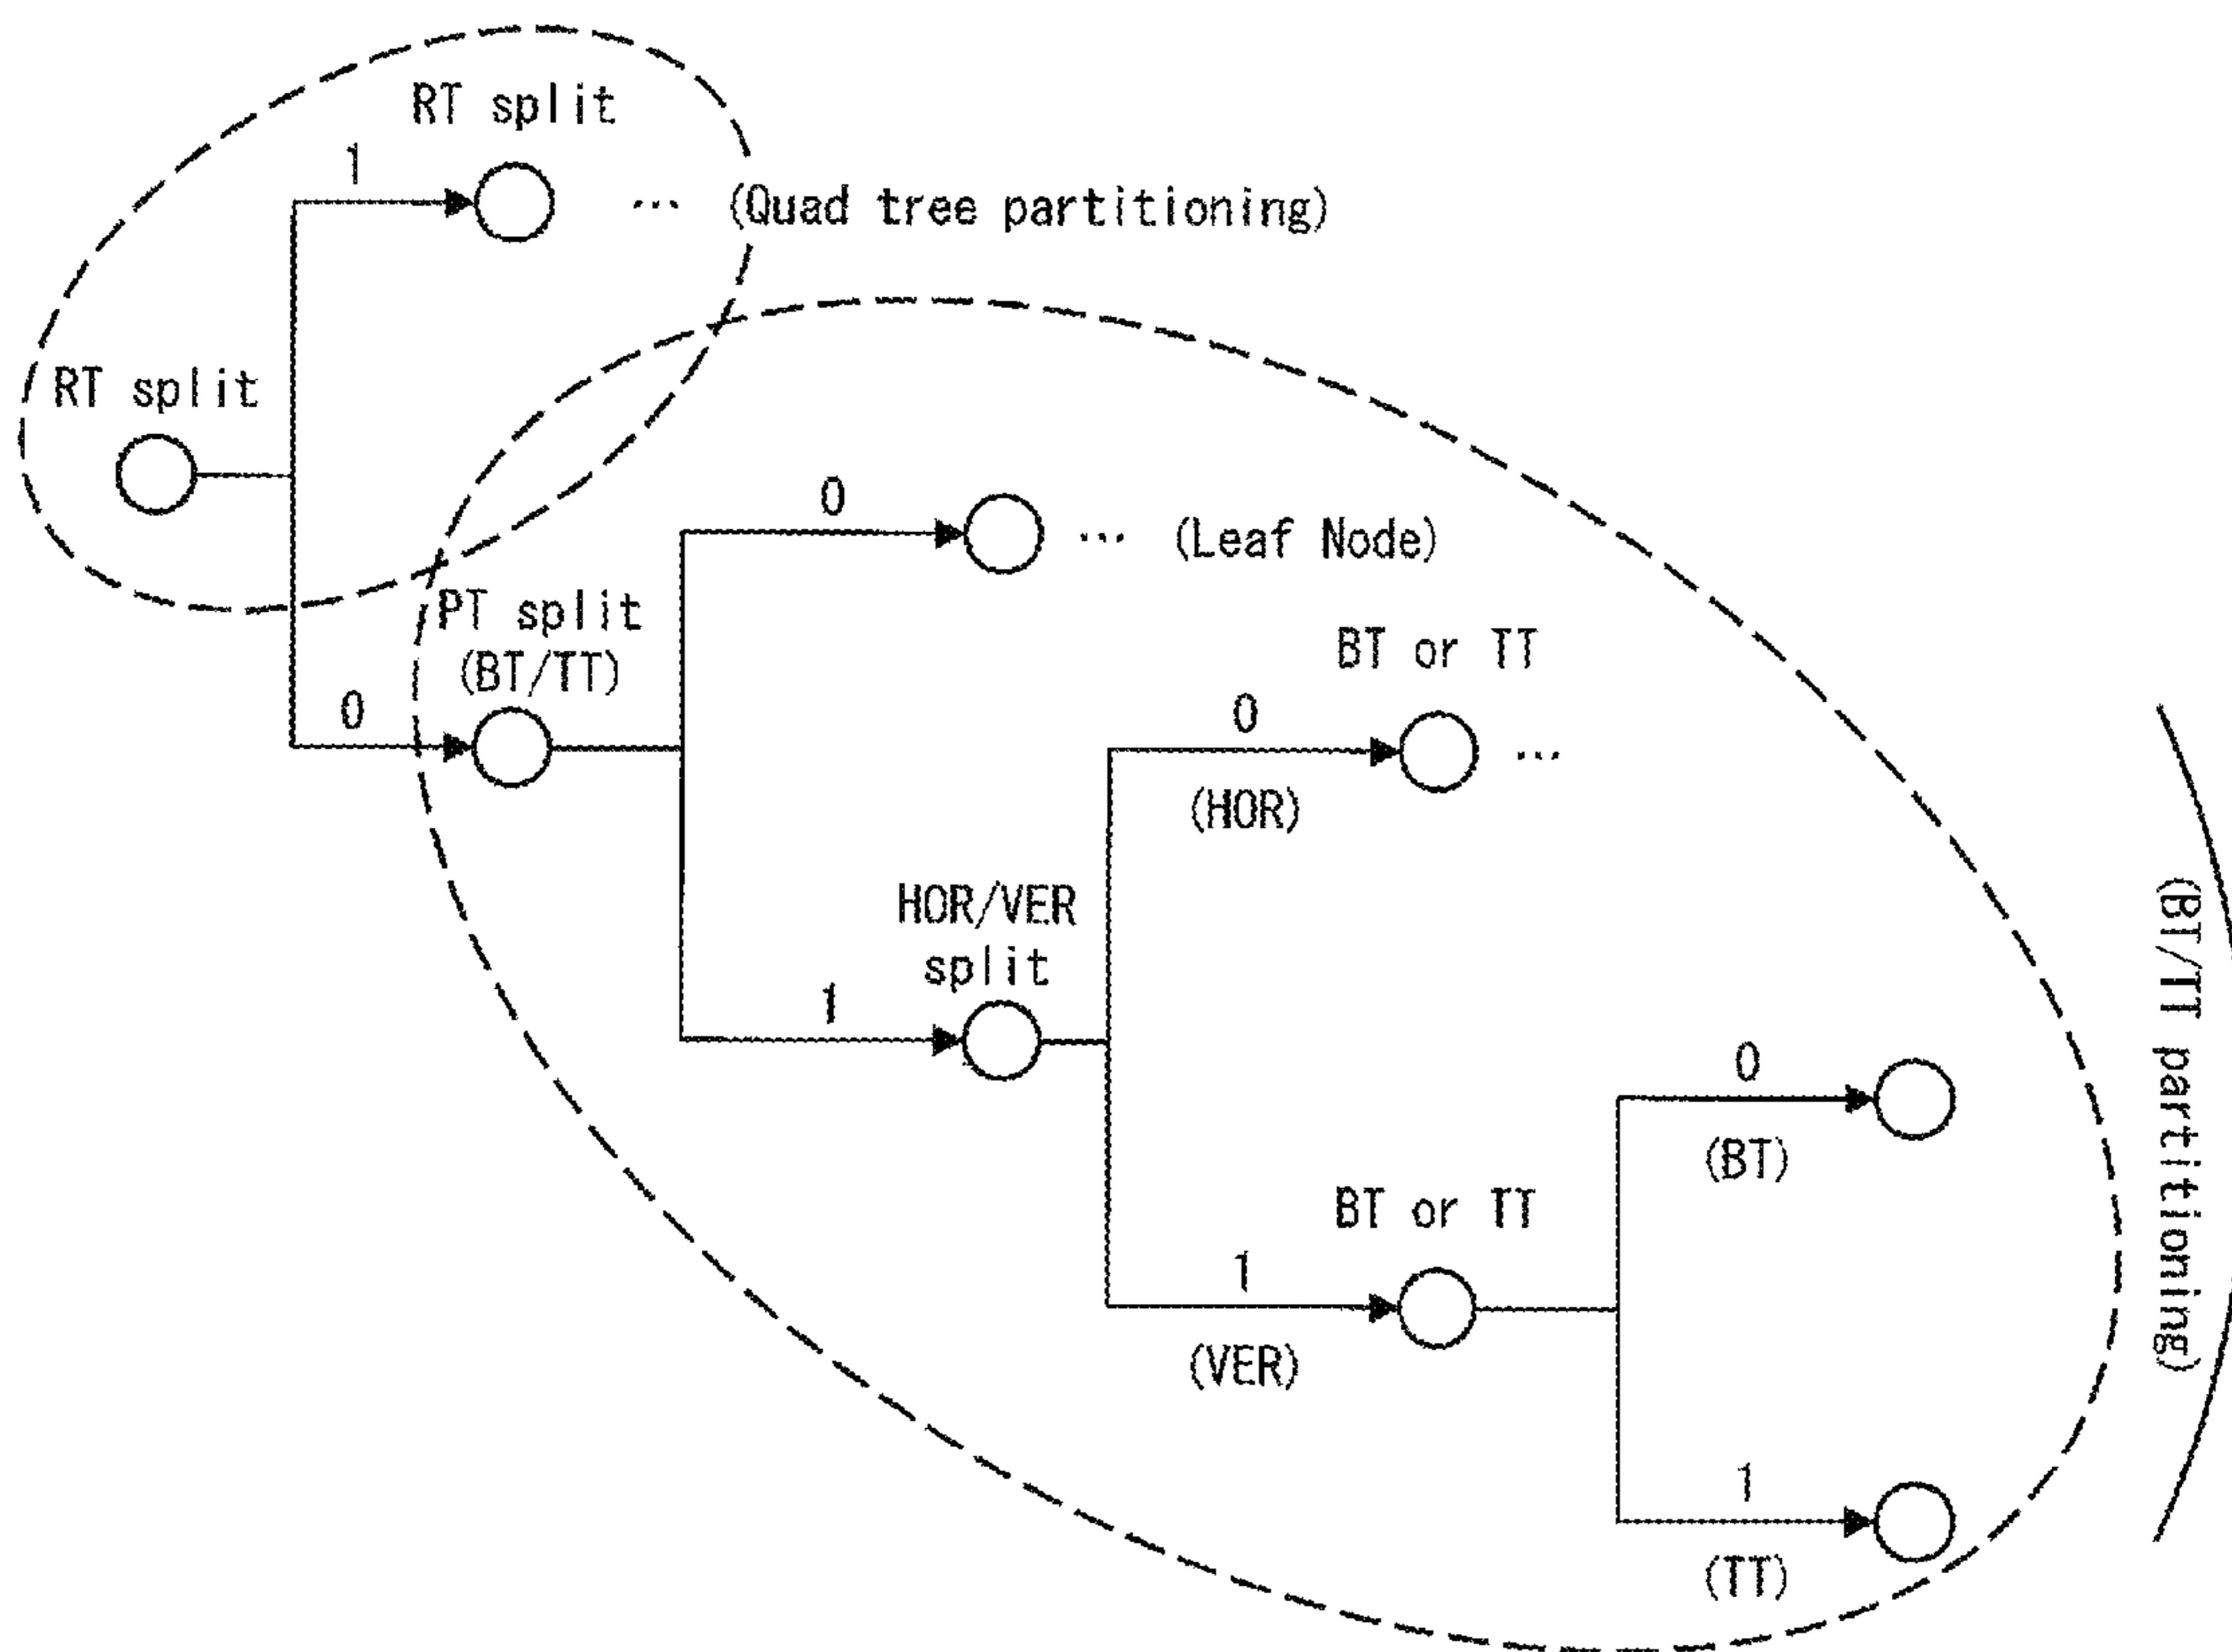 RT split
1
... (Quad tree partitioning)
RT split
0
... (Leaf Node)
PT split
(BT/TT)
0
BT or TT
0
...
(HOR)
HOR/VER
split
1
0
(BT)
BT or TT
1
(VER)
1
(TT)
(BT/TT partitioning)